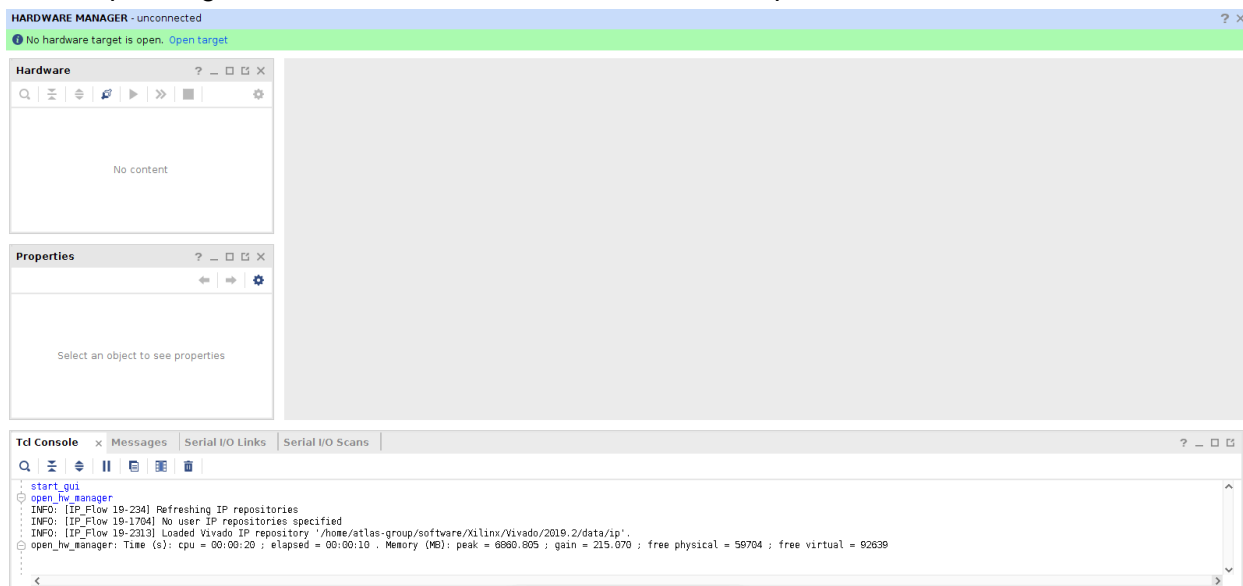 HARDWARE MANAGER - unconnected
No hardware target is open. Open target
Hardware
No content
Properties
Select an object to see properties
Tcl Console Messages Serial I/O Links Serial I/O Scans
start_gui
open_hw_manager
INFO: [IP_Flow 19-234] Refreshing IP repositories
INFO: [IP_Flow 19-1704] No user IP repositories specified
INFO: [IP_Flow 19-2313] Loaded Vivado IP repository '/home/atlas-group/software/Xilinx/Vivado/2019.2/data/ip'.
open_hw_manager: Time (s): cpu = 00:00:20 ; elapsed = 00:00:10 . Memory (MB): peak = 6860.805 ; gain = 215.070 ; free physical = 59704 ; free virtual = 92639